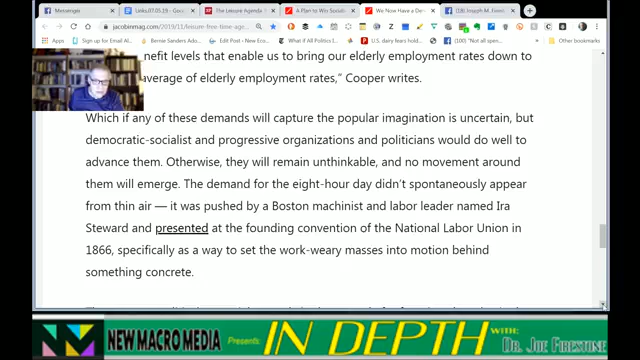 Messenger
Links.07.05.19 - Goo
The Leisure Agenda
A Plan to Win Sociali
We Now Have a Dem
(100) Joseph M. Firest
jacobinmag.com/2019/11/leisure-free-time-age
Apps
Sign up for Email Al
Bernie Sanders Ado
What if All Politics I
U.S. dairy fears hold
(100) "Not all spen
Other bookmarks
nefit levels that enable us to bring our elderly employment rates down to
average of elderly employment rates,” Cooper writes.
Which if any of these demands will capture the popular imagination is uncertain, but
democratic-socialist and progressive organizations and politicians would do well to
advance them. Otherwise, they will remain unthinkable, and no movement around
them will emerge. The demand for the eight-hour day didn’t spontaneously appear
from thin air — it was pushed by a Boston machinist and labor leader named Ira
Steward and presented at the founding convention of the National Labor Union in
1866, specifically as a way to set the work-weary masses into motion behind
something concrete.
NEW MACRO MEDIA Presents: IN DEPTH WITH:
DR. JOE FIRESTONE